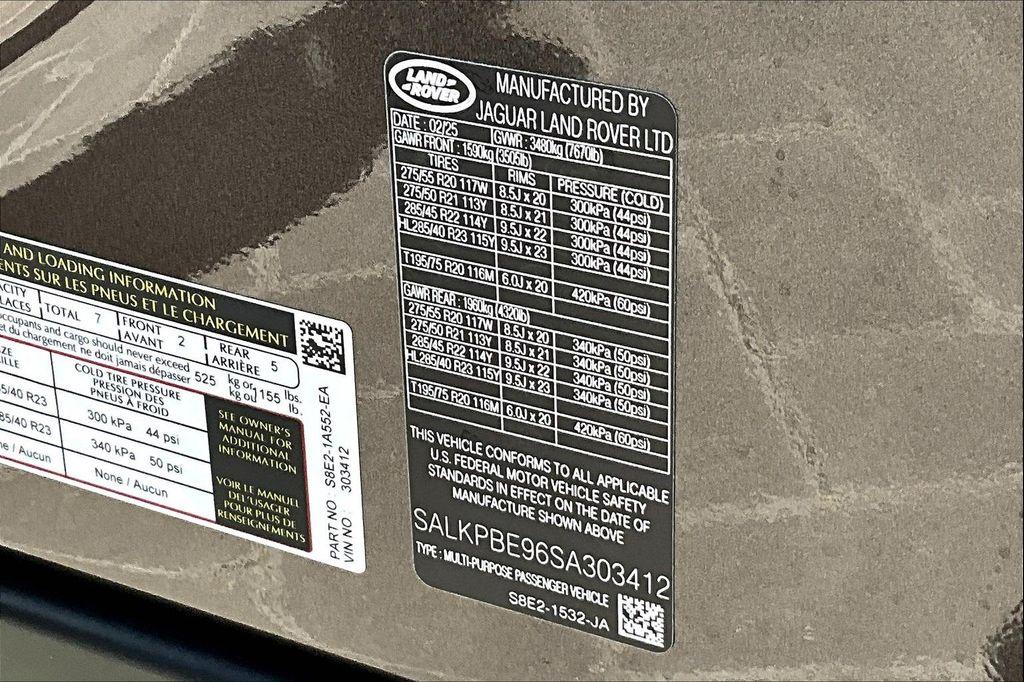 AND LOADING INFORMATION
ENTS SUR LES PNEUS ET LE CHARGEMENT
TOTAL 7 FRONT AVANT 2 REAR ARRIÈRE 5
occupants and cargo should never exceed
et du chargement ne doit jamais dépasser 525 kg or 1155 lbs.
kg ou lb.
COLD TIRE PRESSURE
PRESSION DES
PNEUS À FROID
5/40 R23 300 kPa 44 psi
85/40 R23 340 kPa 50 psi
ne / Aucun None / Aucun
SEE OWNER'S
MANUAL FOR
ADDITIONAL
INFORMATION
VOIR LE MANUEL
DE L'USAGER
POUR PLUS DE
RENSEIGNEMENTS
PART NO : S8E2-1A552-EA
VIN NO : 303412
LAND ROVER
MANUFACTURED BY
JAGUAR LAND ROVER LTD
DATE : 02/25 GVWR : 3480kg (7670lb)
GAWR FRONT : 1590kg (3505lb)
TIRES RIMS PRESSURE (COLD)
275/55 R20 117W 8.5J x 20 300kPa (44psi)
275/50 R21 113Y 8.5J x 21 300kPa (44psi)
285/45 R22 114Y 9.5J x 22 300kPa (44psi)
HL285/40 R23 115Y 9.5J x 23 300kPa (44psi)
T195/75 R20 116M 6.0J x 20 420kPa (60psi)
GAWR REAR : 1960kg (4320lb)
275/55 R20 117W 8.5J x 20 340kPa (50psi)
275/50 R21 113Y 8.5J x 21 340kPa (50psi)
285/45 R22 114Y 9.5J x 22 340kPa (50psi)
HL285/40 R23 115Y 9.5J x 23 340kPa (50psi)
T195/75 R20 116M 6.0J x 20 420kPa (60psi)
THIS VEHICLE CONFORMS TO ALL APPLICABLE
U.S. FEDERAL MOTOR VEHICLE SAFETY
STANDARDS IN EFFECT ON THE DATE OF
MANUFACTURE SHOWN ABOVE
SALKPBE96SA303412
TYPE : MULTI-PURPOSE PASSENGER VEHICLE
S8E2-1532-JA